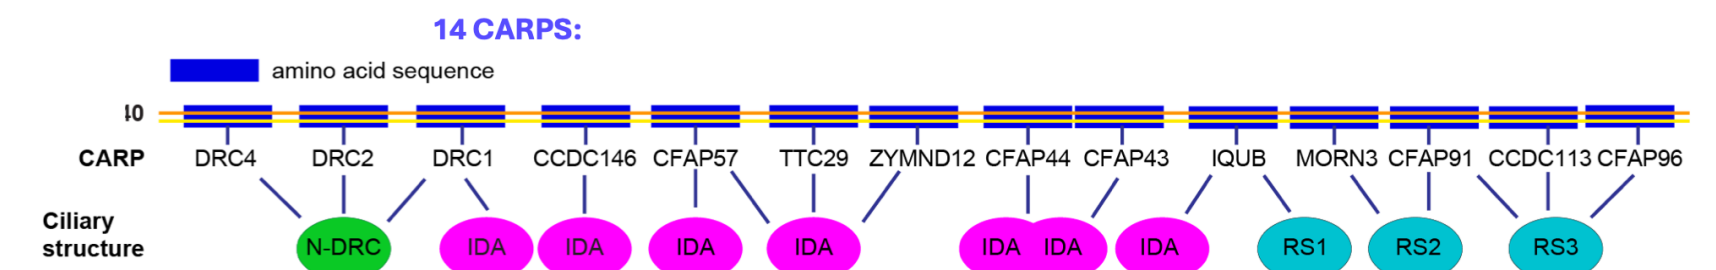 14 CARPS:
amino acid sequence
40
CARP DRC4 DRC2 DRC1 CCDC146 CFAP57 TTC29 ZYMND12 CFAP44 CFAP43 IQUB MORN3 CFAP91 CCDC113 CFAP96
Ciliary
structure
N-DRC IDA IDA IDA IDA IDA IDA IDA RS1 RS2 RS3